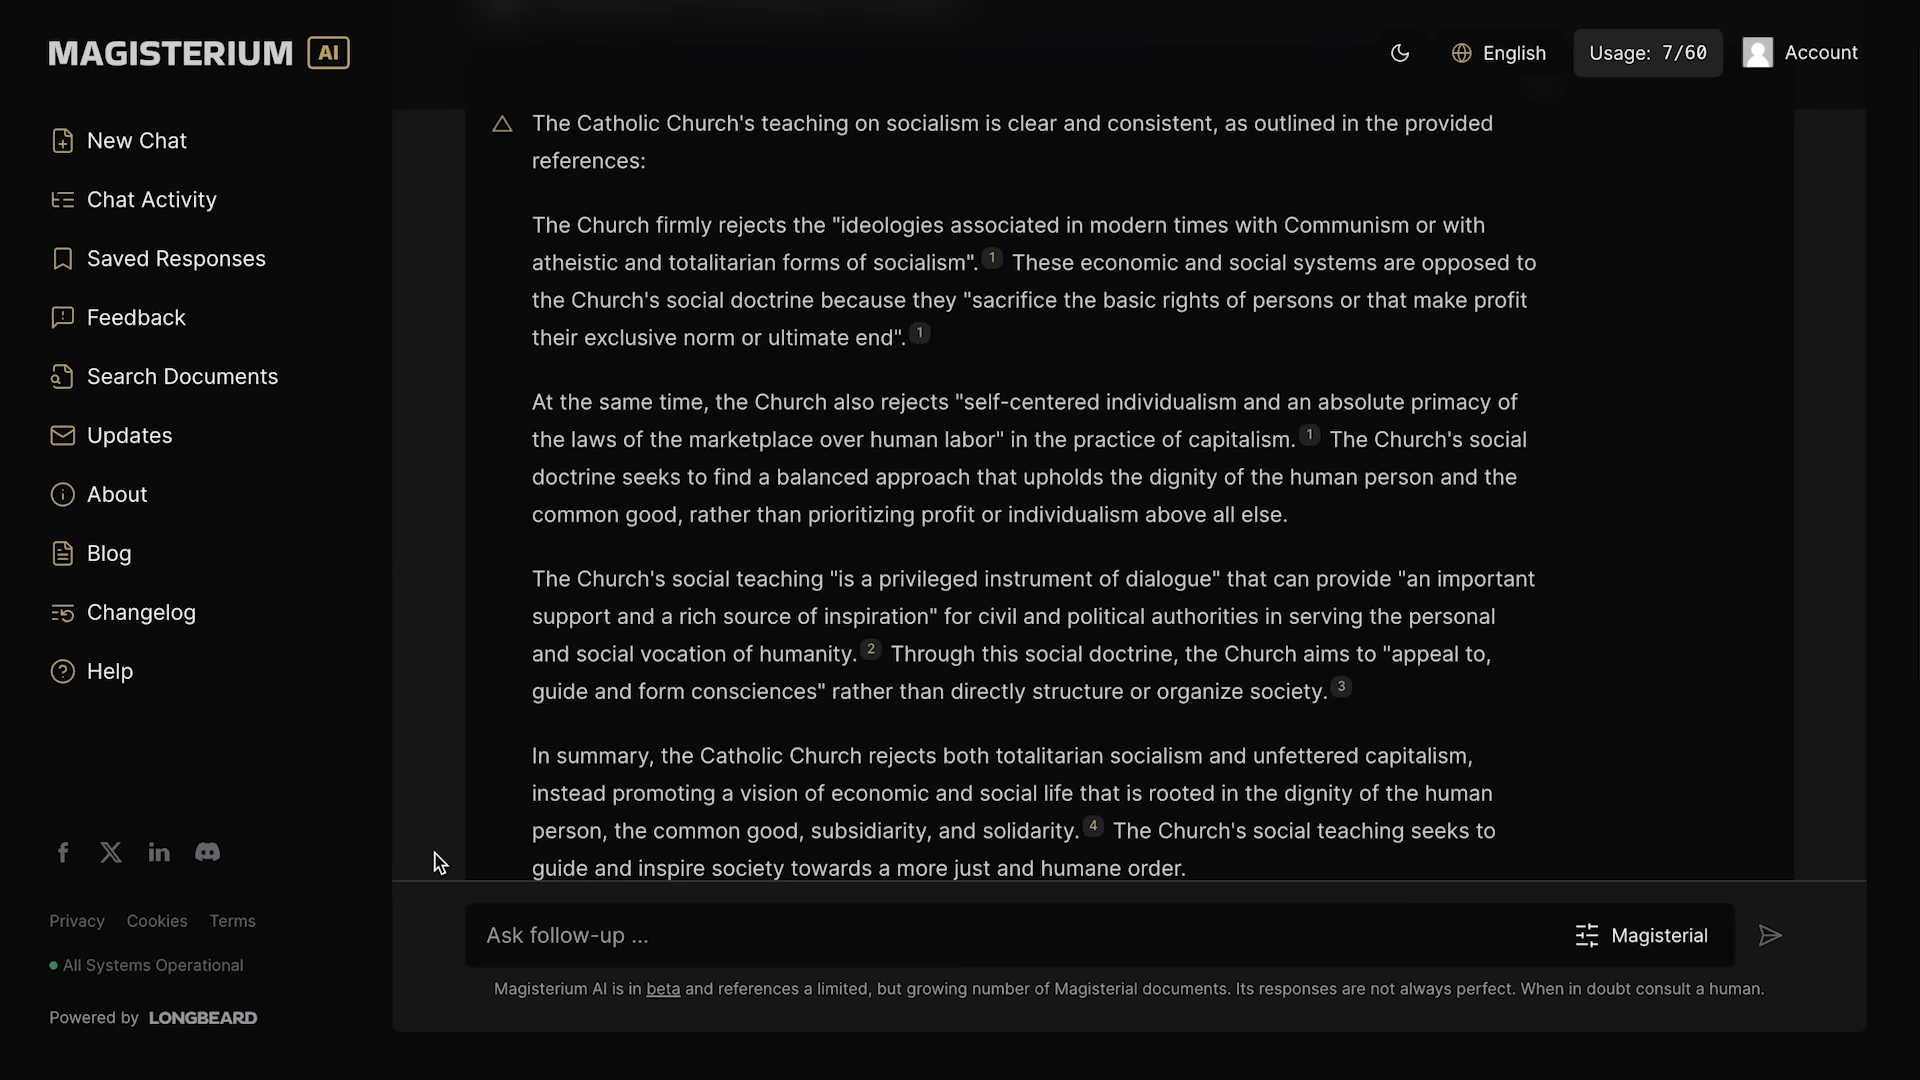 MAGISTERIUM AI
English
Usage: 7/60
Account
New Chat
Chat Activity
Saved Responses
Feedback
Search Documents
Updates
About
Blog
Changelog
Help
Privacy Cookies Terms
All Systems Operational
Powered by LONGBEARD
The Catholic Church's teaching on socialism is clear and consistent, as outlined in the provided
references:
The Church firmly rejects the "ideologies associated in modern times with Communism or with
atheistic and totalitarian forms of socialism". 1 These economic and social systems are opposed to
the Church's social doctrine because they "sacrifice the basic rights of persons or that make profit
their exclusive norm or ultimate end". 1
At the same time, the Church also rejects "self-centered individualism and an absolute primacy of
the laws of the marketplace over human labor" in the practice of capitalism. 1 The Church's social
doctrine seeks to find a balanced approach that upholds the dignity of the human person and the
common good, rather than prioritizing profit or individualism above all else.
The Church's social teaching "is a privileged instrument of dialogue" that can provide "an important
support and a rich source of inspiration" for civil and political authorities in serving the personal
and social vocation of humanity. 2 Through this social doctrine, the Church aims to "appeal to,
guide and form consciences" rather than directly structure or organize society. 3
In summary, the Catholic Church rejects both totalitarian socialism and unfettered capitalism,
instead promoting a vision of economic and social life that is rooted in the dignity of the human
person, the common good, subsidiarity, and solidarity. 4 The Church's social teaching seeks to
guide and inspire society towards a more just and humane order.
Ask follow-up ...
Magisterial
Magisterium AI is in beta and references a limited, but growing number of Magisterial documents. Its responses are not always perfect. When in doubt consult a human.